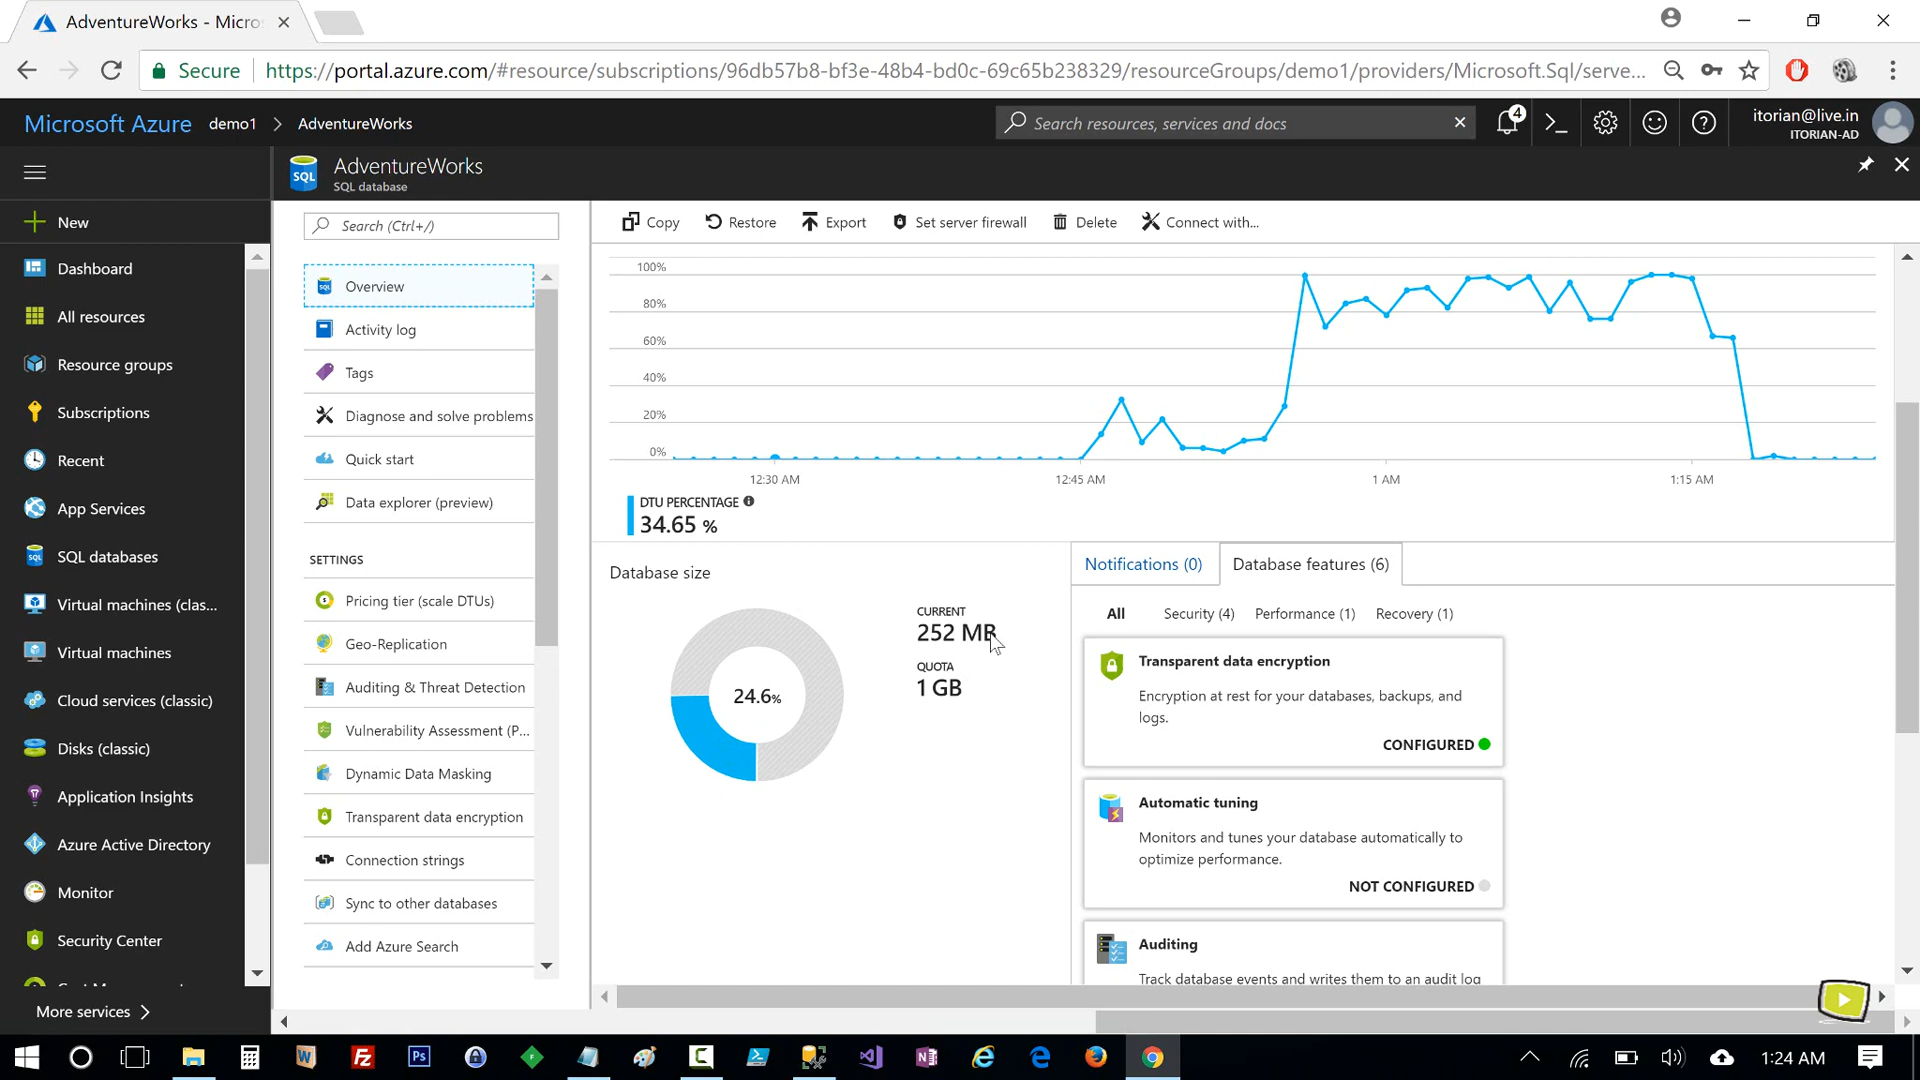 AdventureWorks - Micro
Secure
https://portal.azure.com/#resource/subscriptions/96db57b8-bf3e-48b4-bd0c-69c65b238329/resourceGroups/demo1/providers/Microsoft.Sql/serve...
Microsoft Azure
demo1
AdventureWorks
Search resources, services and docs
4
itorian@live.in
ITORIAN-AD
SQL
AdventureWorks
SQL database
New
Dashboard
All resources
Resource groups
Subscriptions
Recent
App Services
SQL databases
Virtual machines (clas...
Virtual machines
Cloud services (classic)
Disks (classic)
Application Insights
Azure Active Directory
Monitor
Security Center
More services
Search (Ctrl+/)
Overview
Activity log
Tags
Diagnose and solve problems
Quick start
Data explorer (preview)
SETTINGS
Pricing tier (scale DTUs)
Geo-Replication
Auditing & Threat Detection
Vulnerability Assessment (P...
Dynamic Data Masking
Transparent data encryption
Connection strings
Sync to other databases
Add Azure Search
Copy
Restore
Export
Set server firewall
Delete
Connect with...
100%
80%
60%
40%
20%
0%
12:30 AM
12:45 AM
1 AM
1:15 AM
DTU PERCENTAGE
34.65 %
Database size
24.6%
CURRENT
252 MB
QUOTA
1 GB
Notifications (0)
Database features (6)
All
Security (4)
Performance (1)
Recovery (1)
Transparent data encryption
Encryption at rest for your databases, backups, and
logs.
CONFIGURED
Automatic tuning
Monitors and tunes your database automatically to
optimize performance.
NOT CONFIGURED
Auditing
Track database events and writes them to an audit log
1:24 AM